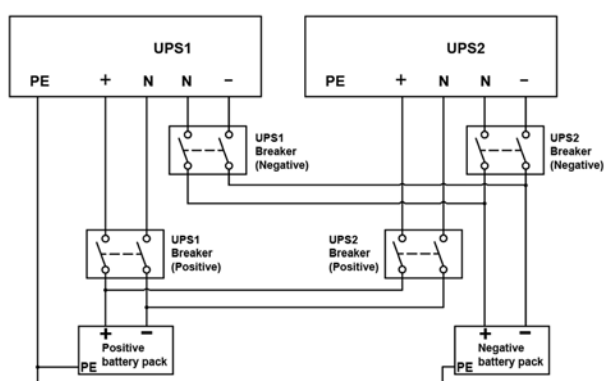 UPS1
PE + N N −
UPS2
PE + N N −
UPS1
Breaker
(Negative)
UPS2
Breaker
(Negative)
UPS1
Breaker
(Positive)
UPS2
Breaker
(Positive)
+ −
Positive
battery pack
PE
+ −
Negative
battery pack
PE